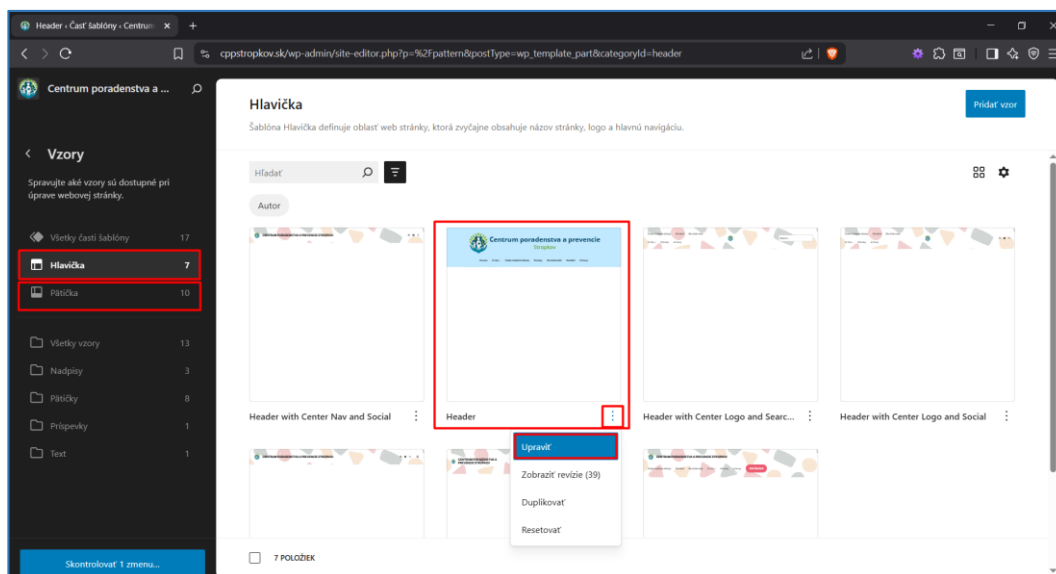 Header ‹ Časť šablóny ‹ Centrum
cppstropkov.sk/wp-admin/site-editor.php?p=%2Fpattern&postType=wp_template_part&categoryId=header
Centrum poradenstva a ...
Vzory
Spravujte aké vzory sú dostupné pri
úprave webovej stránky.
Všetky časti šablóny 17
Hlavička 7
Pätička 10
Všetky vzory 13
Nadpisy 3
Pätičky 8
Príspevky 1
Text 1
Skontrolovať 1 zmenu...
Hlavička
Pridať vzor
Šablóna Hlavička definuje oblasť web stránky, ktorá zvyčajne obsahuje názov stránky, logo a hlavnú navigáciu.
Hľadať
Autor
Centrum poradenstva a prevencie
Stropkov
Header with Center Nav and Social
Header
Header with Center Logo and Searc...
Header with Center Logo and Social
Upraviť
Zobraziť revízie (39)
Duplikovať
Resetovať
7 POLOŽIEK